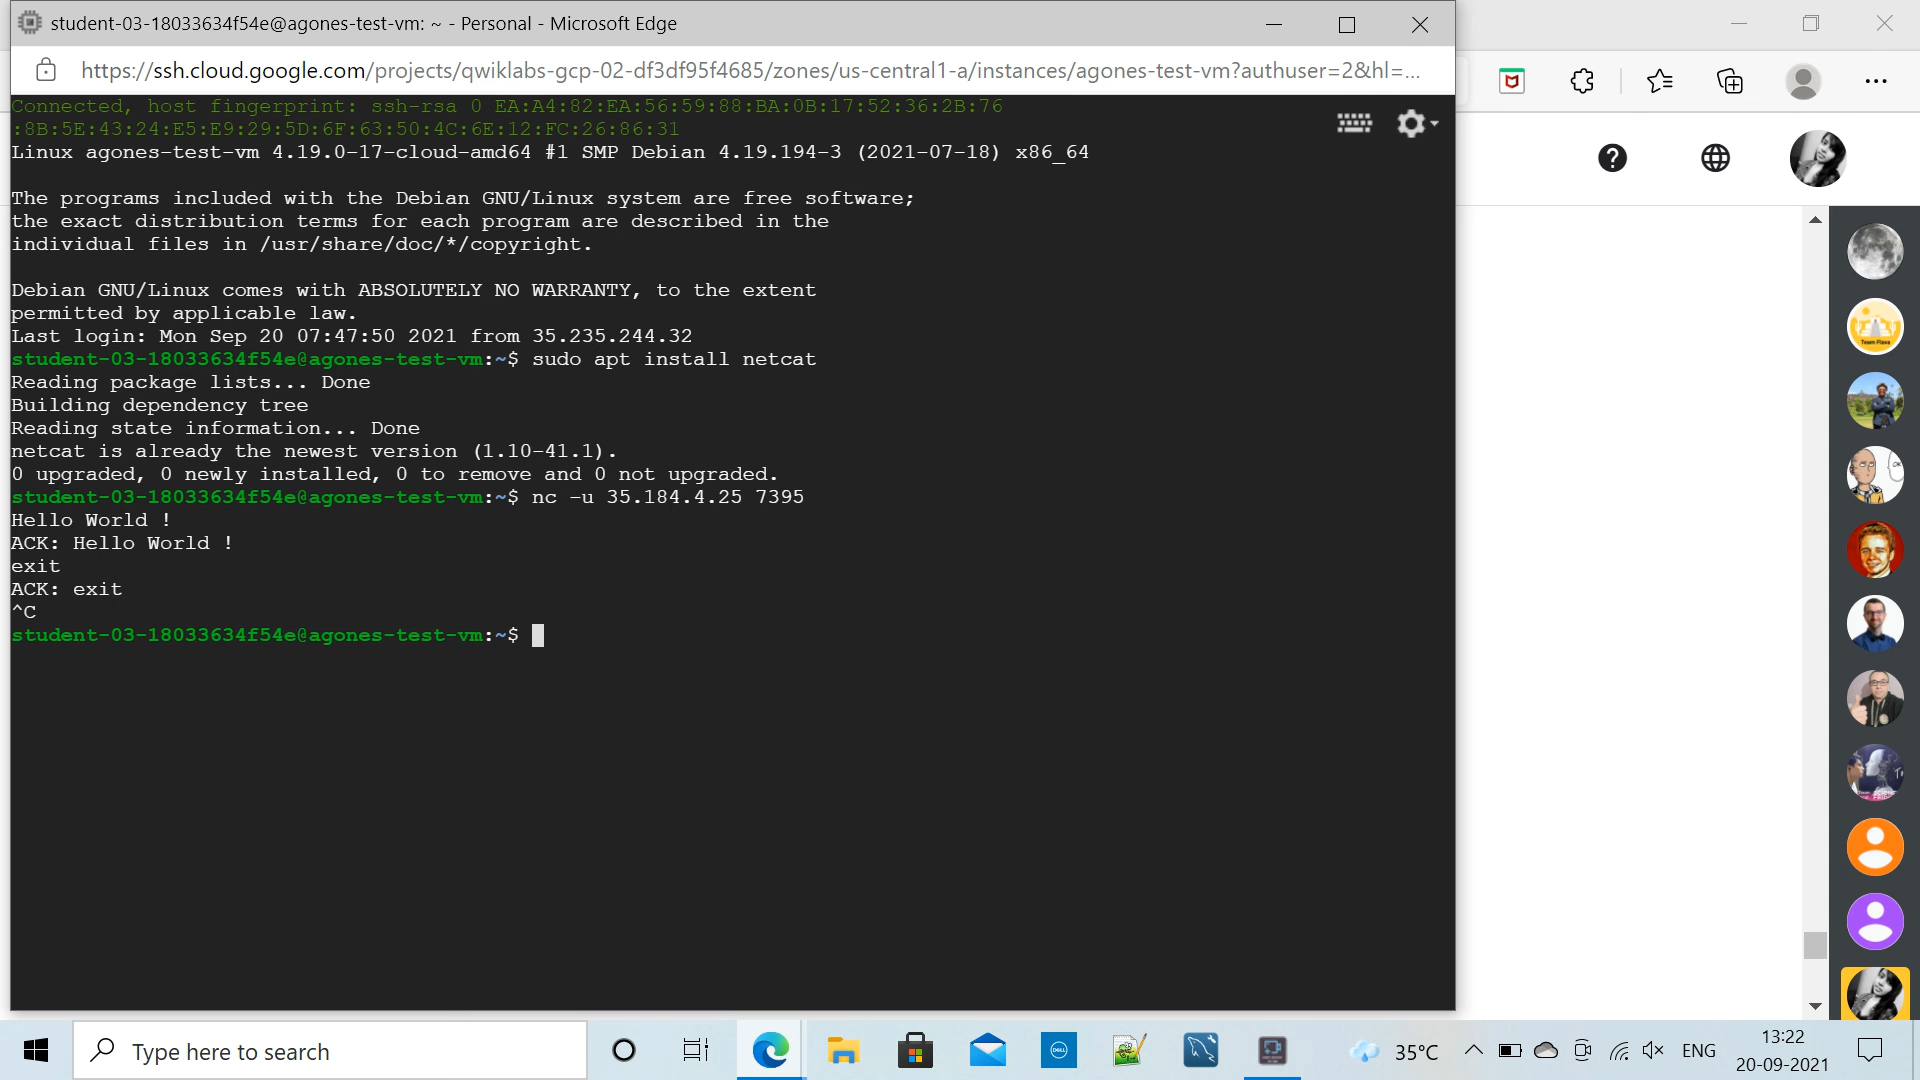 student-03-18033634f54e@agones-test-vm: ~ - Personal - Microsoft Edge
https://ssh.cloud.google.com/projects/qwiklabs-gcp-02-df3df95f4685/zones/us-central1-a/instances/agones-test-vm?authuser=2&hl=...
Connected, host fingerprint: ssh-rsa 0 EA:A4:82:EA:56:59:88:BA:0B:17:52:36:2B:76
:8B:5E:43:24:E5:E9:29:5D:6F:63:50:4C:6E:12:FC:26:86:31
Linux agones-test-vm 4.19.0-17-cloud-amd64 #1 SMP Debian 4.19.194-3 (2021-07-18) x86_64
The programs included with the Debian GNU/Linux system are free software;
the exact distribution terms for each program are described in the
individual files in /usr/share/doc/*/copyright.
Debian GNU/Linux comes with ABSOLUTELY NO WARRANTY, to the extent
permitted by applicable law.
Last login: Mon Sep 20 07:47:50 2021 from 35.235.244.32
student-03-18033634f54e@agones-test-vm:~$ sudo apt install netcat
Reading package lists... Done
Building dependency tree
Reading state information... Done
netcat is already the newest version (1.10-41.1).
0 upgraded, 0 newly installed, 0 to remove and 0 not upgraded.
student-03-18033634f54e@agones-test-vm:~$ nc -u 35.184.4.25 7395
Hello World !
ACK: Hello World !
exit
ACK: exit
^C
student-03-18033634f54e@agones-test-vm:~$
Team Flava
Type here to search
DELL
35°C
ENG
13:22
20-09-2021